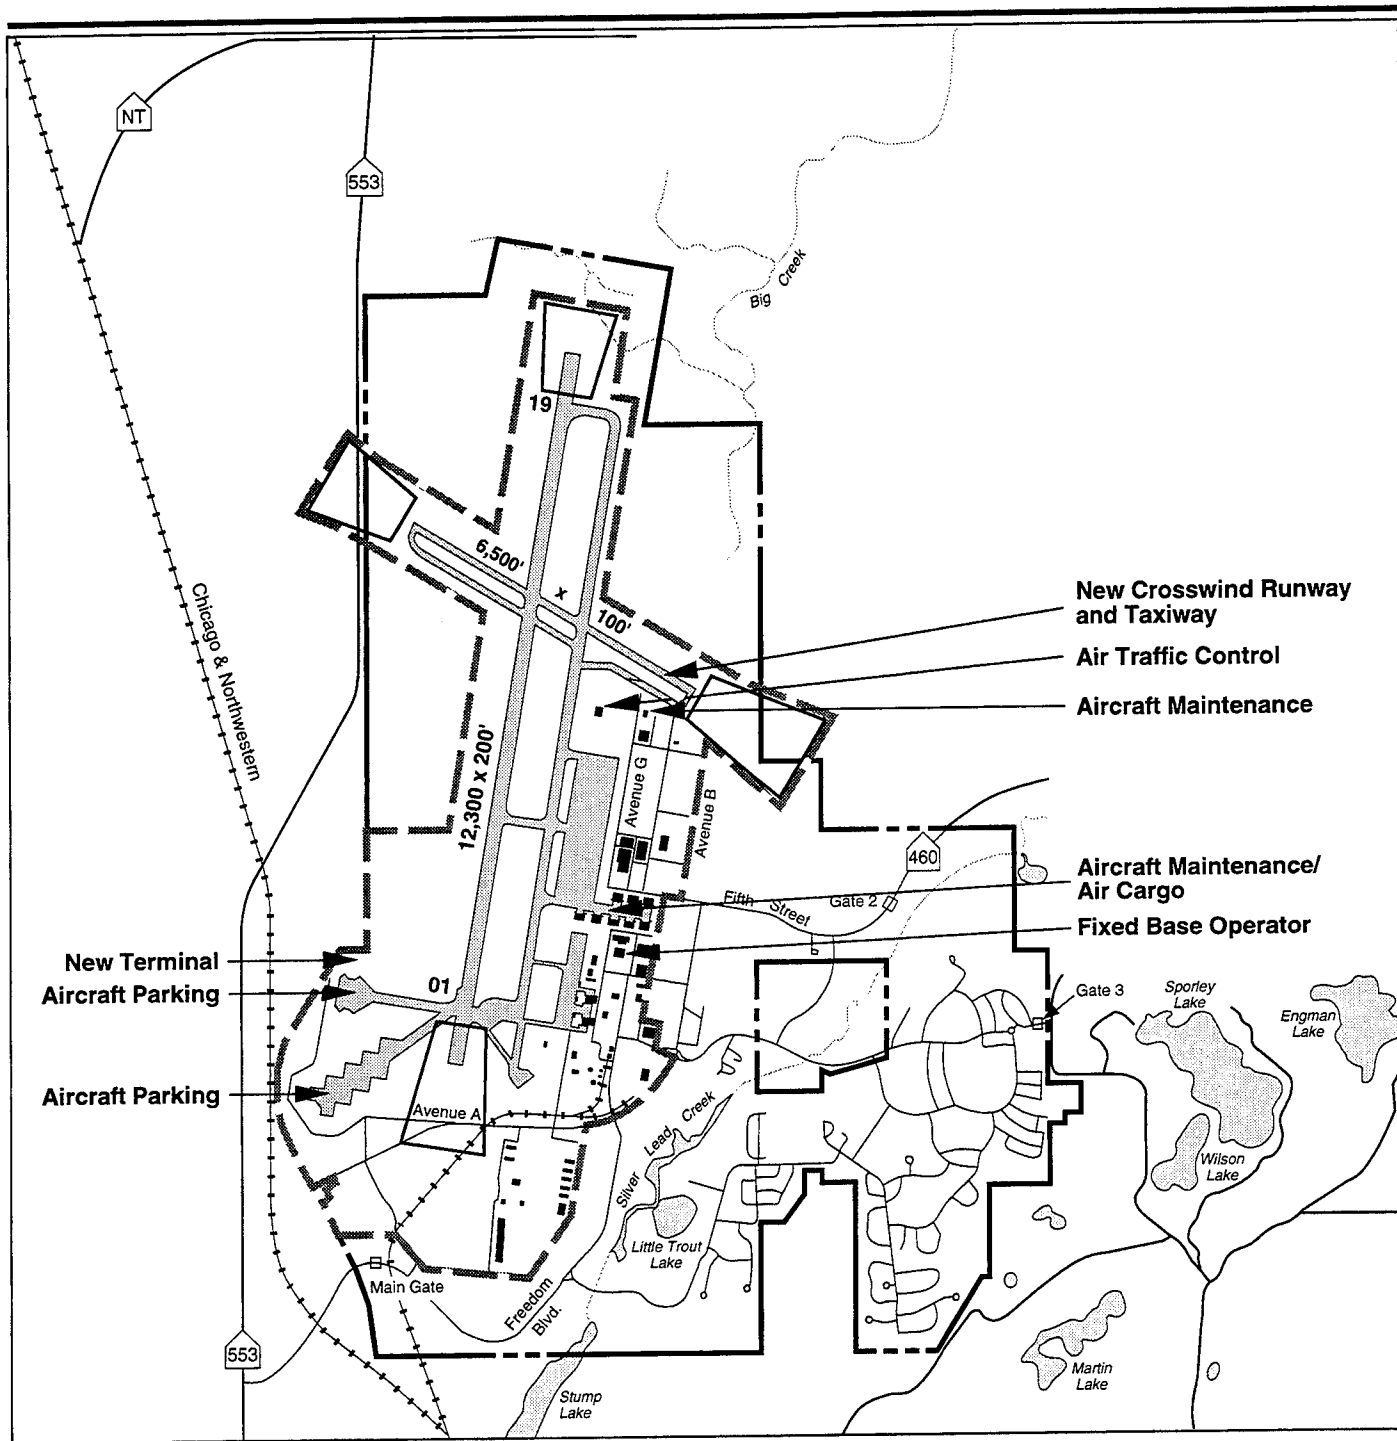 NT
553
Big Creek
19
6,500'
x
100'
New Crosswind Runway
and Taxiway
Air Traffic Control
Aircraft Maintenance
Chicago & Northwestern
12,300 x 200'
Avenue G
Avenue B
460
Aircraft Maintenance/
Air Cargo
Fifth Street
Gate 2
Fixed Base Operator
New Terminal
Aircraft Parking
01
Gate 3
Sporley
Lake
Engman
Lake
Aircraft Parking
Avenue A
Silver Lead Creek
Wilson
Lake
Little Trout
Lake
Main Gate
Freedom
Blvd.
553
Martin
Lake
Stump
Lake